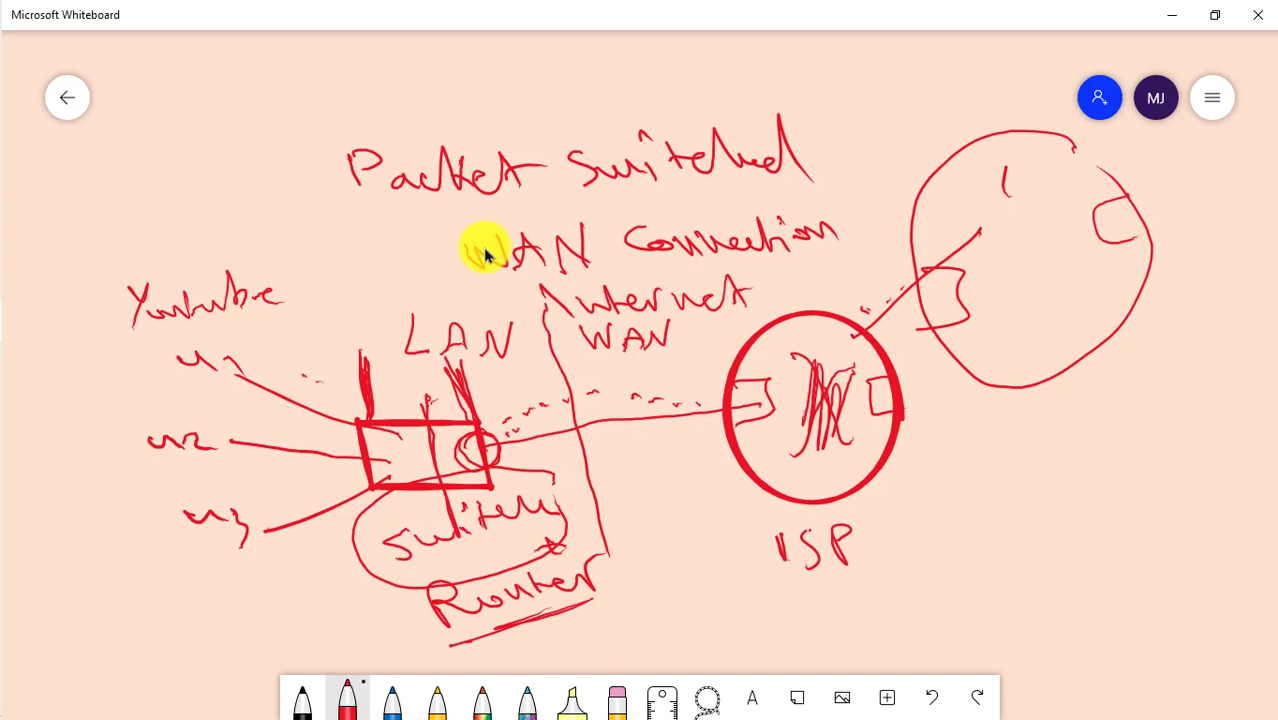 Microsoft Whiteboard
MJ
Packet Switched
WAN Connection
Youtube
Internet
LAN
WAN
u1
u2
u3
Switch
+
Router
ISP
A